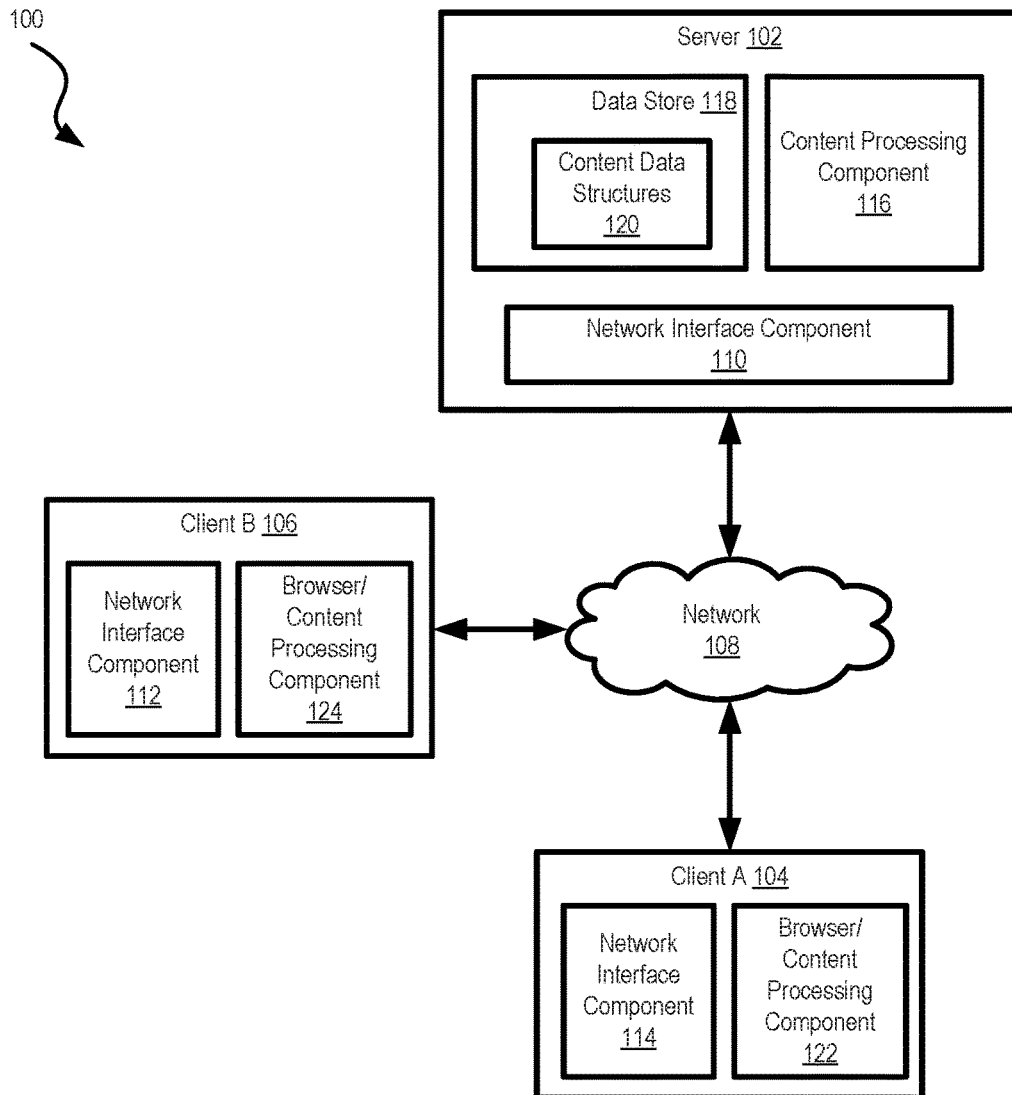 100
Server 102
Data Store 118
Content Data
Structures
120
Content Processing
Component
116
Network Interface Component
110
Client B 106
Network
Interface
Component
112
Browser/
Content
Processing
Component
124
Network
108
Client A 104
Network
Interface
Component
114
Browser/
Content
Processing
Component
122